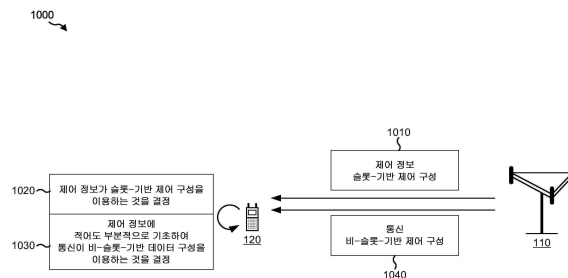 1000
1010
제어 정보
슬롯-기반 제어 구성
1020
제어 정보가 슬롯-기반 제어 구성을
이용하는 것을 결정
1030
제어 정보에
적어도 부분적으로 기초하여
통신이 비-슬롯-기반 데이터 구성을
이용하는 것을 결정
120
통신
비-슬롯-기반 제어 구성
1040
110